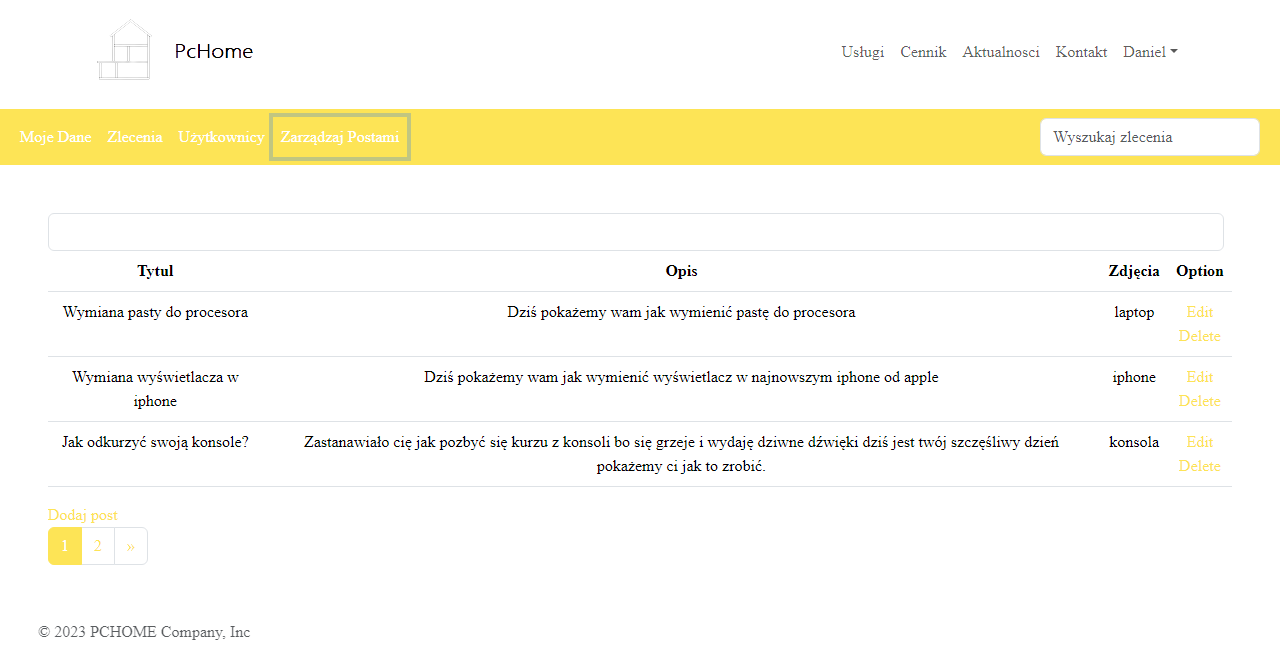 PcHome
Usługi Cennik Aktualnosci Kontakt Daniel
Moje Dane Zlecenia Użytkownicy Zarządzaj Postami Wyszukaj zlecenia
Tytul Opis Zdjęcia Option
Wymiana pasty do procesora Dziś pokażemy wam jak wymienić pastę do procesora laptop Edit
Delete
Wymiana wyświetlacza w Dziś pokażemy wam jak wymienić wyświetlacz w najnowszym iphone od apple iphone Edit
iphone Delete
Jak odkurzyć swoją konsole? Zastanawiało cię jak pozbyć się kurzu z konsoli bo się grzeje i wydaję dziwne dźwięki dziś jest twój szczęśliwy dzień konsola Edit
pokażemy ci jak to zrobić. Delete
Dodaj post
1 2 »
© 2023 PCHOME Company, Inc